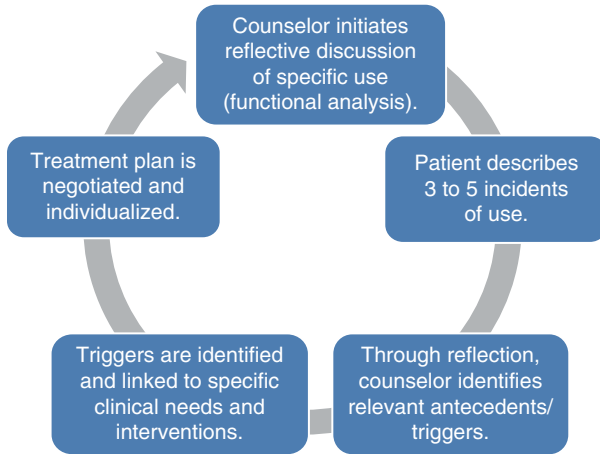 Counselor initiates
reflective discussion
of specific use
(functional analysis).
Patient describes
3 to 5 incidents
of use.
Through reflection,
counselor identifies
relevant antecedents/
triggers.
Triggers are identified
and linked to specific
clinical needs and
interventions.
Treatment plan is
negotiated and
individualized.